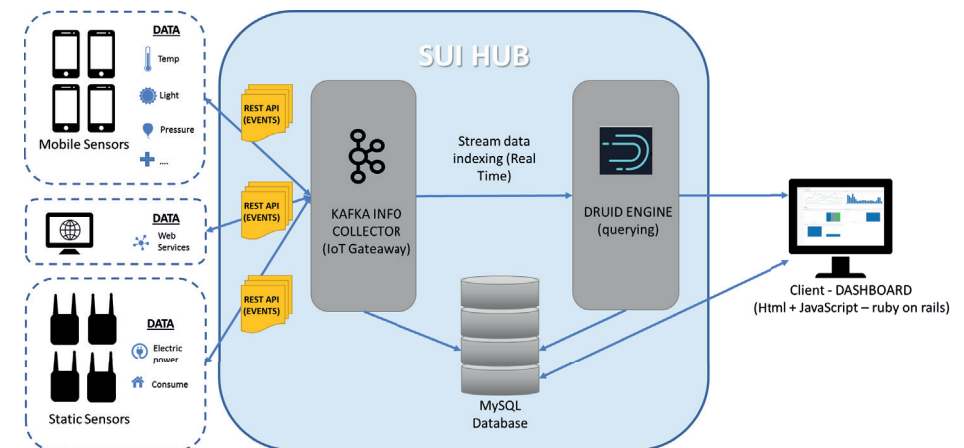 SUI HUB
DATA
Temp
Light
Pressure
....
Mobile Sensors
DATA
Web
Services
DATA
Electric
power
Consume
Static Sensors
REST API
(EVENTS)
REST API
(EVENTS)
REST API
(EVENTS)
KAFKA INFO
COLLECTOR
(IoT Gateaway)
Stream data
indexing (Real
Time)
DRUID ENGINE
(querying)
MySQL
Database
Client - DASHBOARD
(Html + JavaScript – ruby on rails)